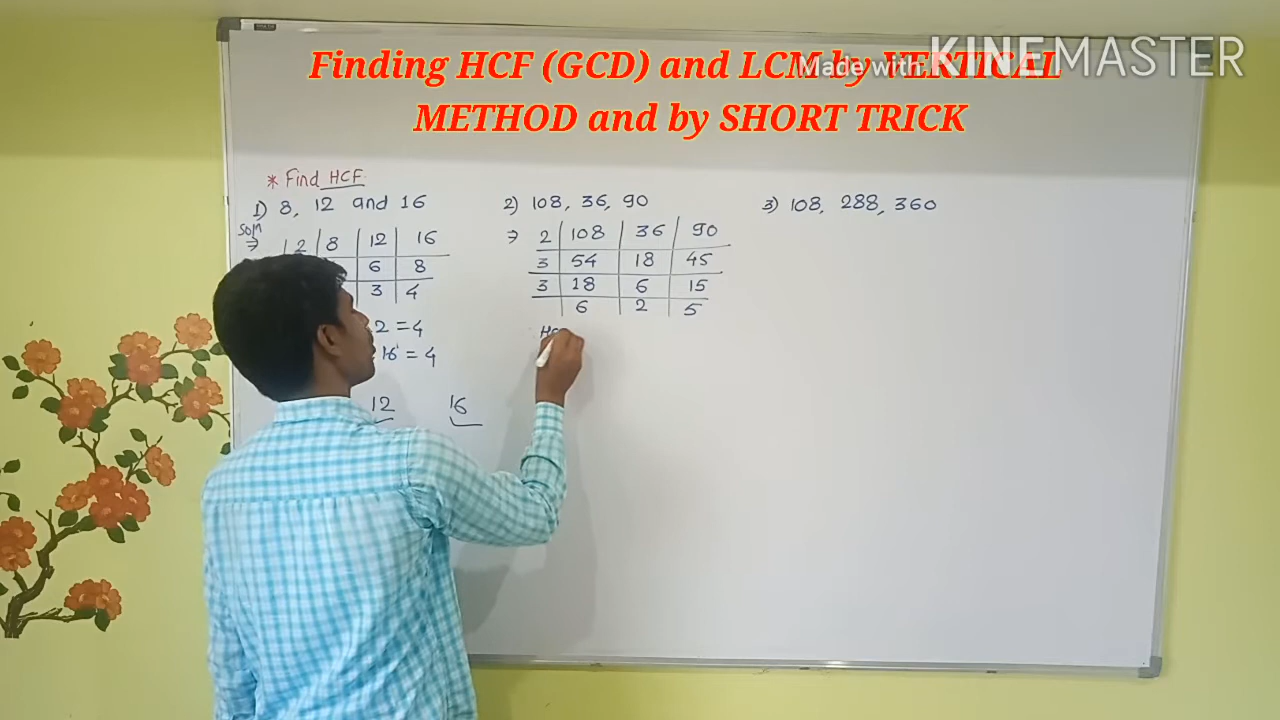 Finding HCF (GCD) and LCM by VERTICAL
Made with KINEMASTER
METHOD and by SHORT TRICK
* Find HCF.
1) 8, 12 and 16
2) 108, 36, 90
3) 108, 288, 360
Soln
⇒ 2 8 12 16
6 8
3 4
2 = 4
16 = 4
12 16
⇒ 2 108 36 90
3 54 18 45
3 18 6 15
6 2 5